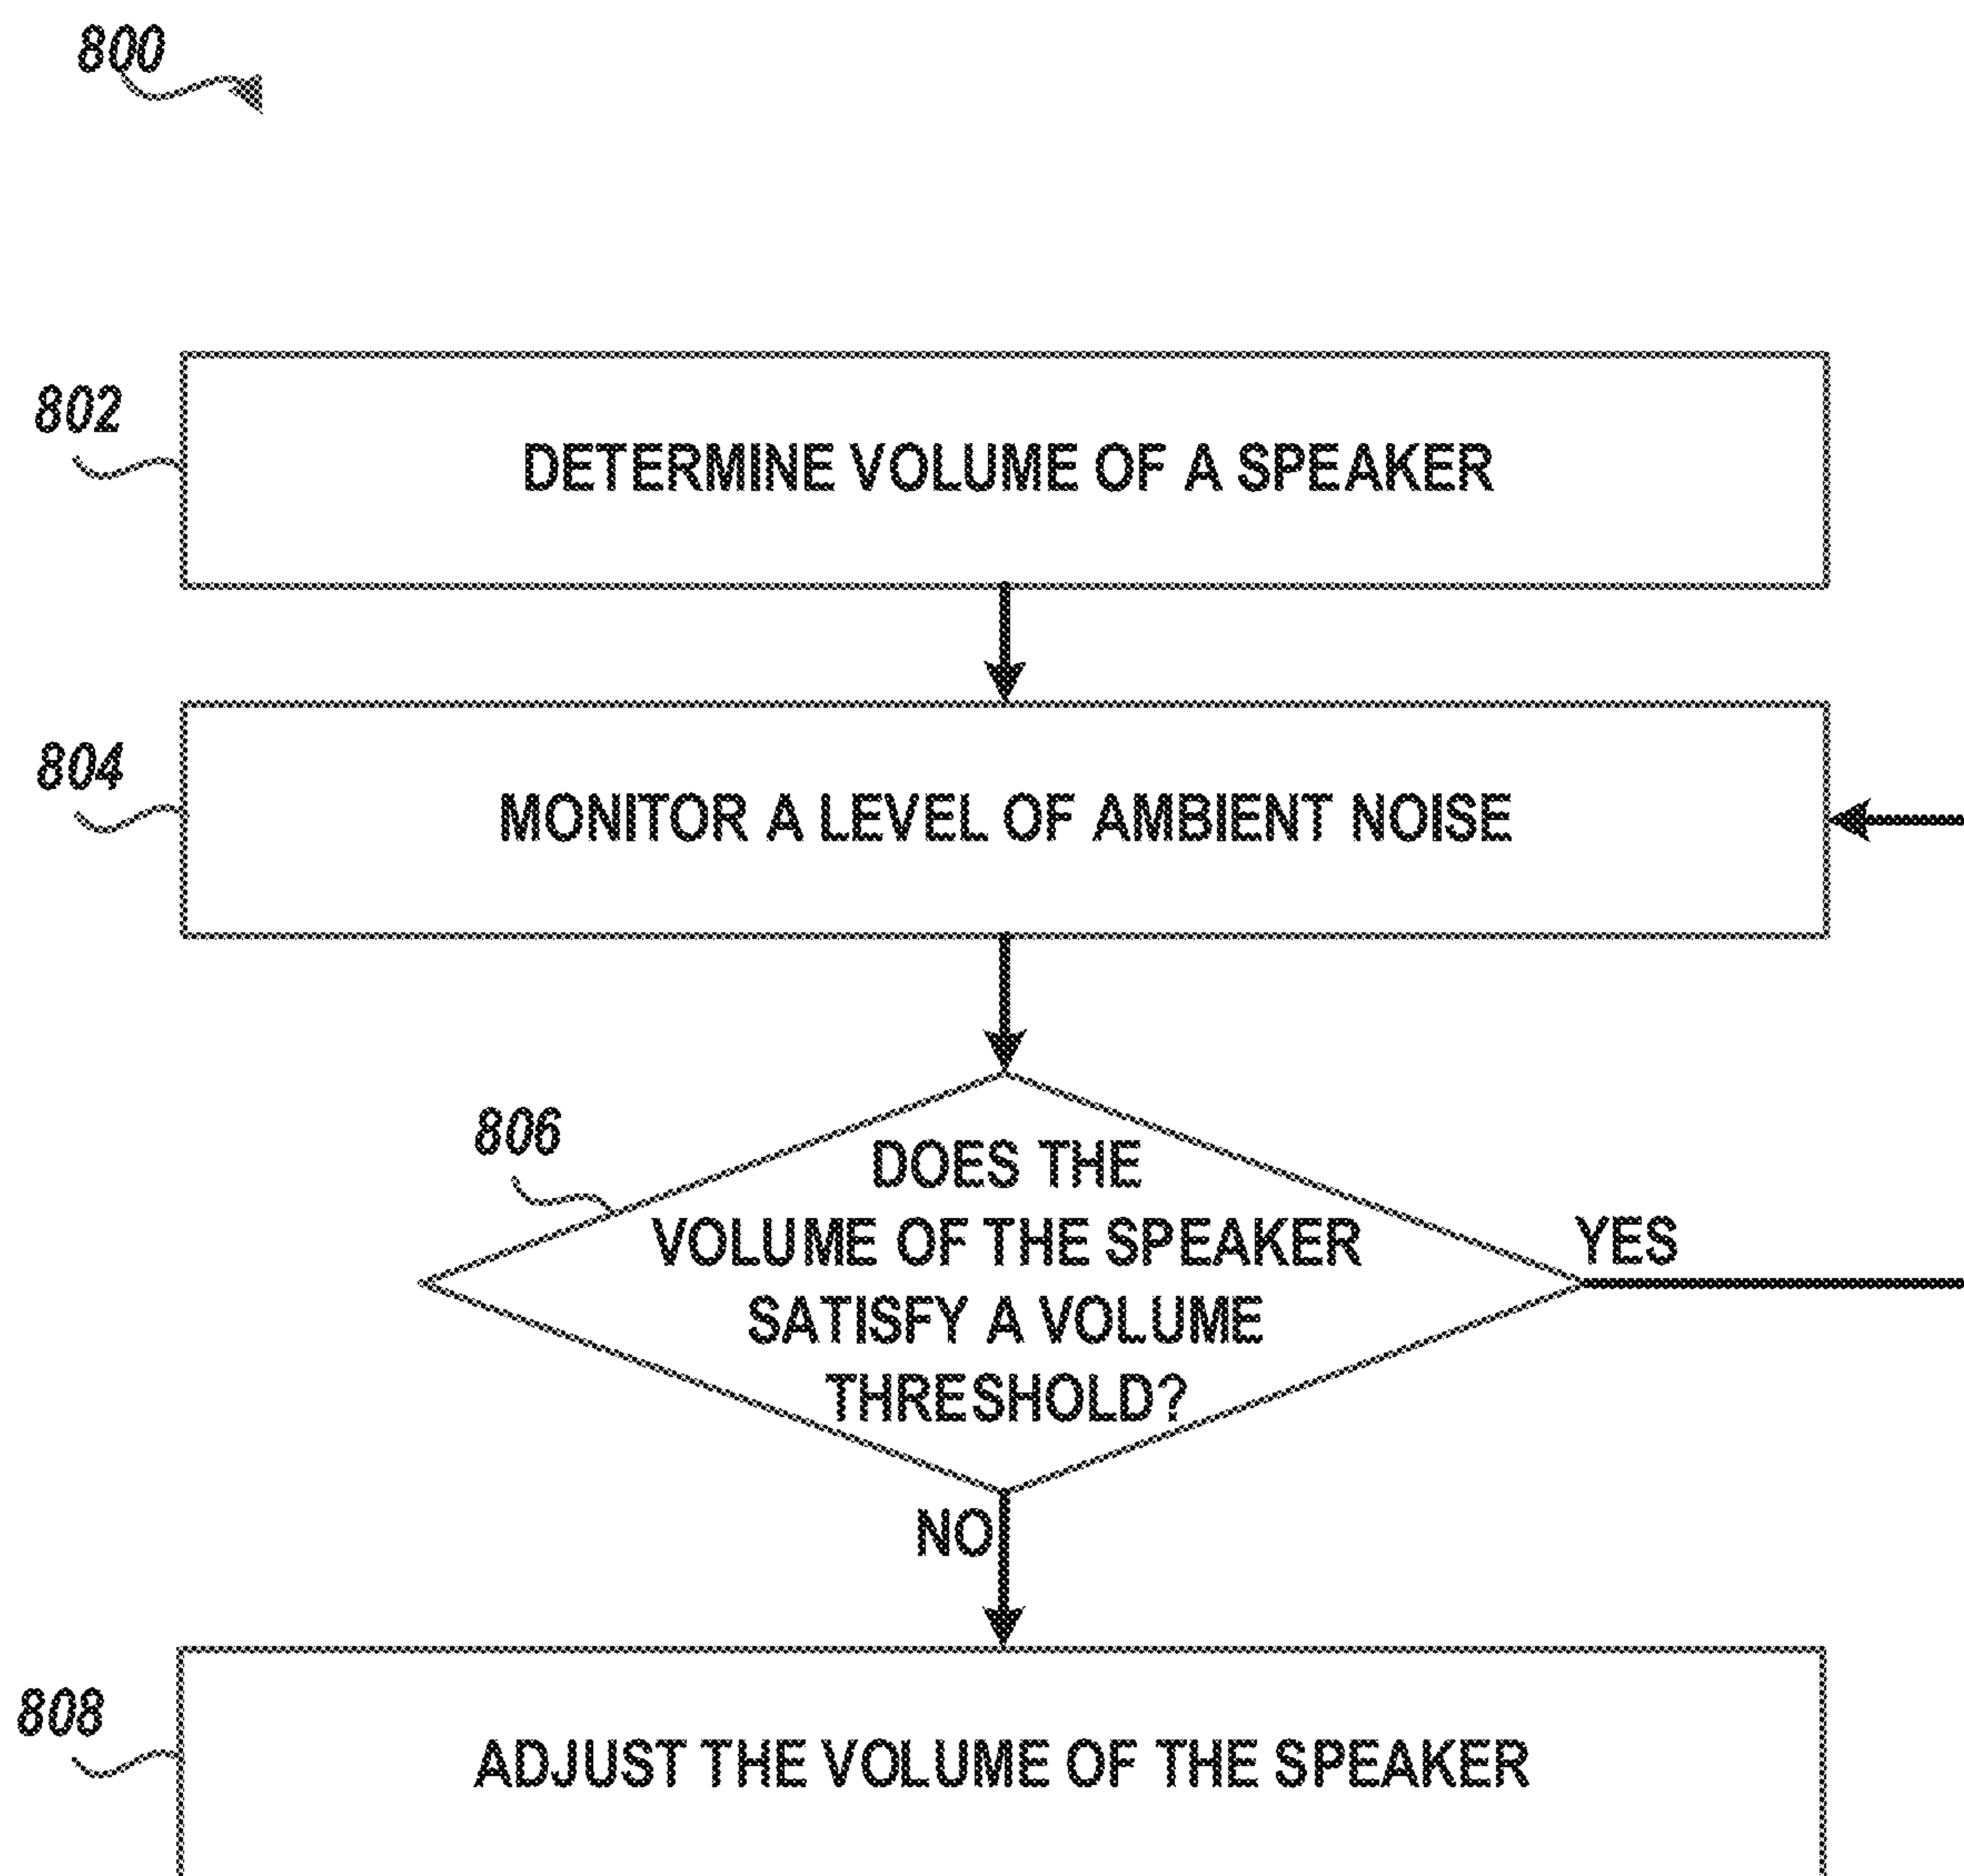 800
802
DETERMINE VOLUME OF A SPEAKER
804
MONITOR A LEVEL OF AMBIENT NOISE
806
DOES THE
VOLUME OF THE SPEAKER
SATISFY A VOLUME
THRESHOLD?
YES
NO
808
ADJUST THE VOLUME OF THE SPEAKER